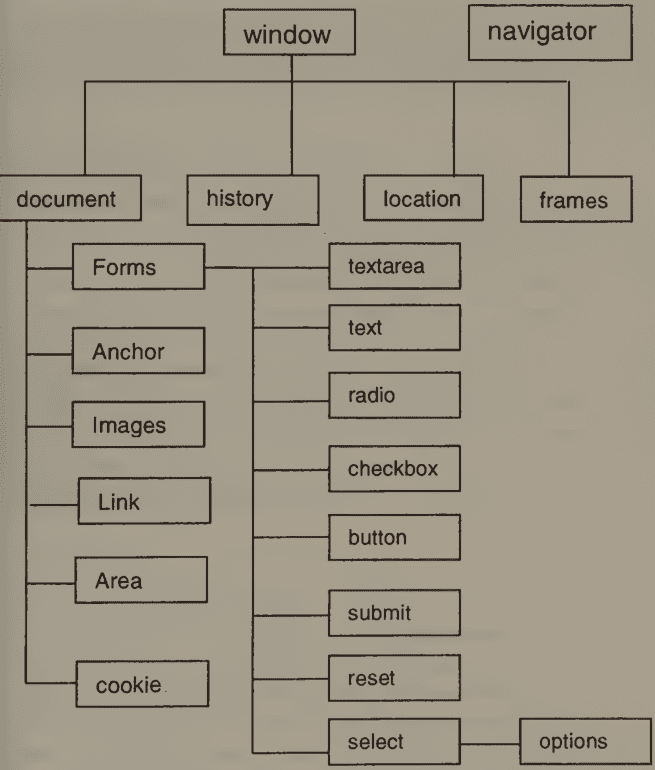 window
navigator
document
history
location
frames
Forms
textarea
text
Anchor
radio
Images
checkbox
Link
button
Area
submit
cookie
reset
select
options